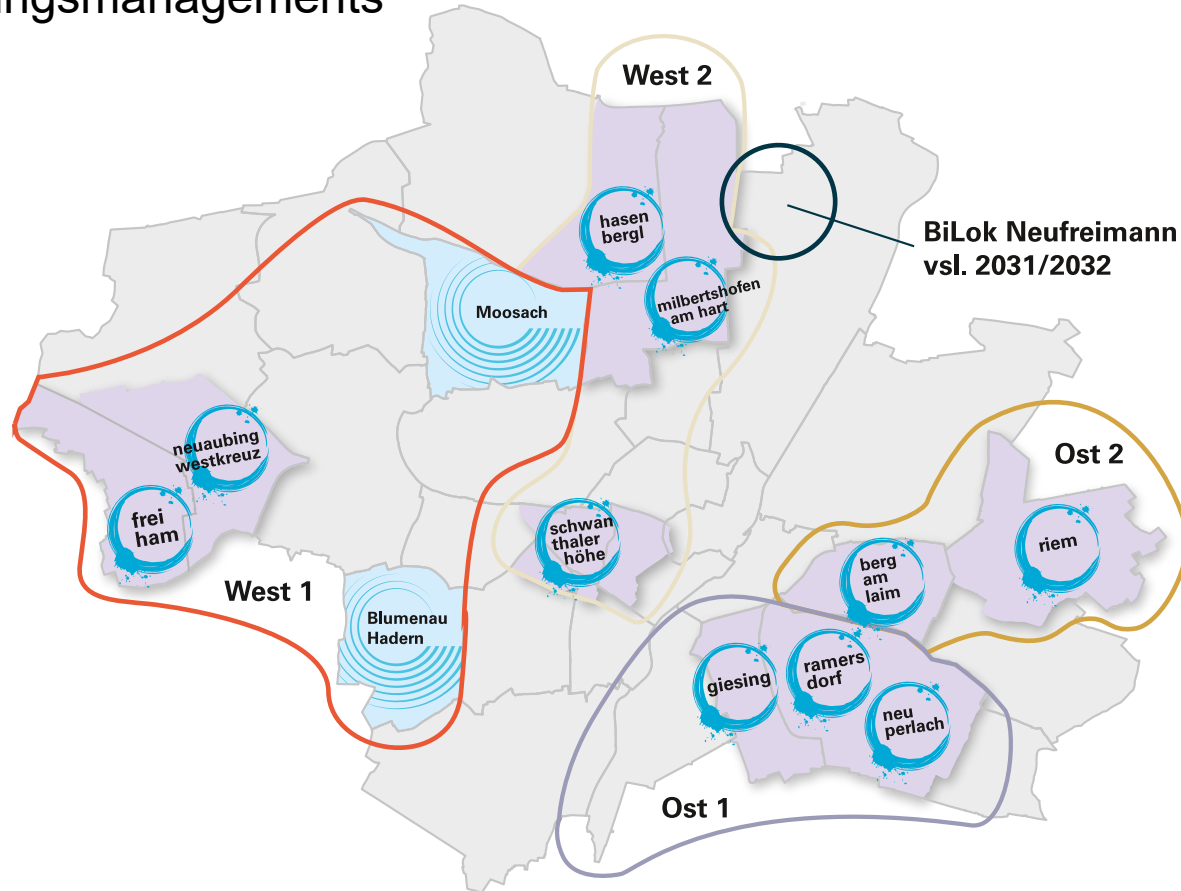 ngsmanagements
West 2
hasen
bergl
milbertshofen
am hart
BiLok Neufreimann
vsl. 2031/2032
Moosach
neuaubing
westkreuz
frei
ham
West 1
Blumenau
Hadern
schwan
thaler
höhe
Ost 2
riem
berg
am
laim
giesing
ramers
dorf
neu
perlach
Ost 1